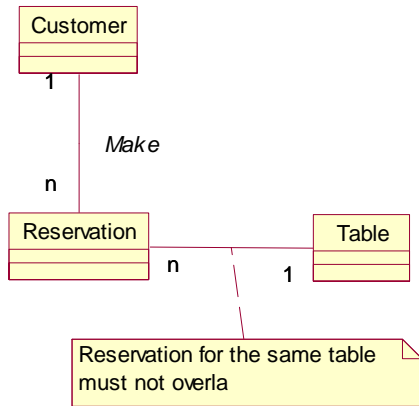 Customer
1
Make
n
Reservation
n
1
Table
Reservation for the same table
must not overla